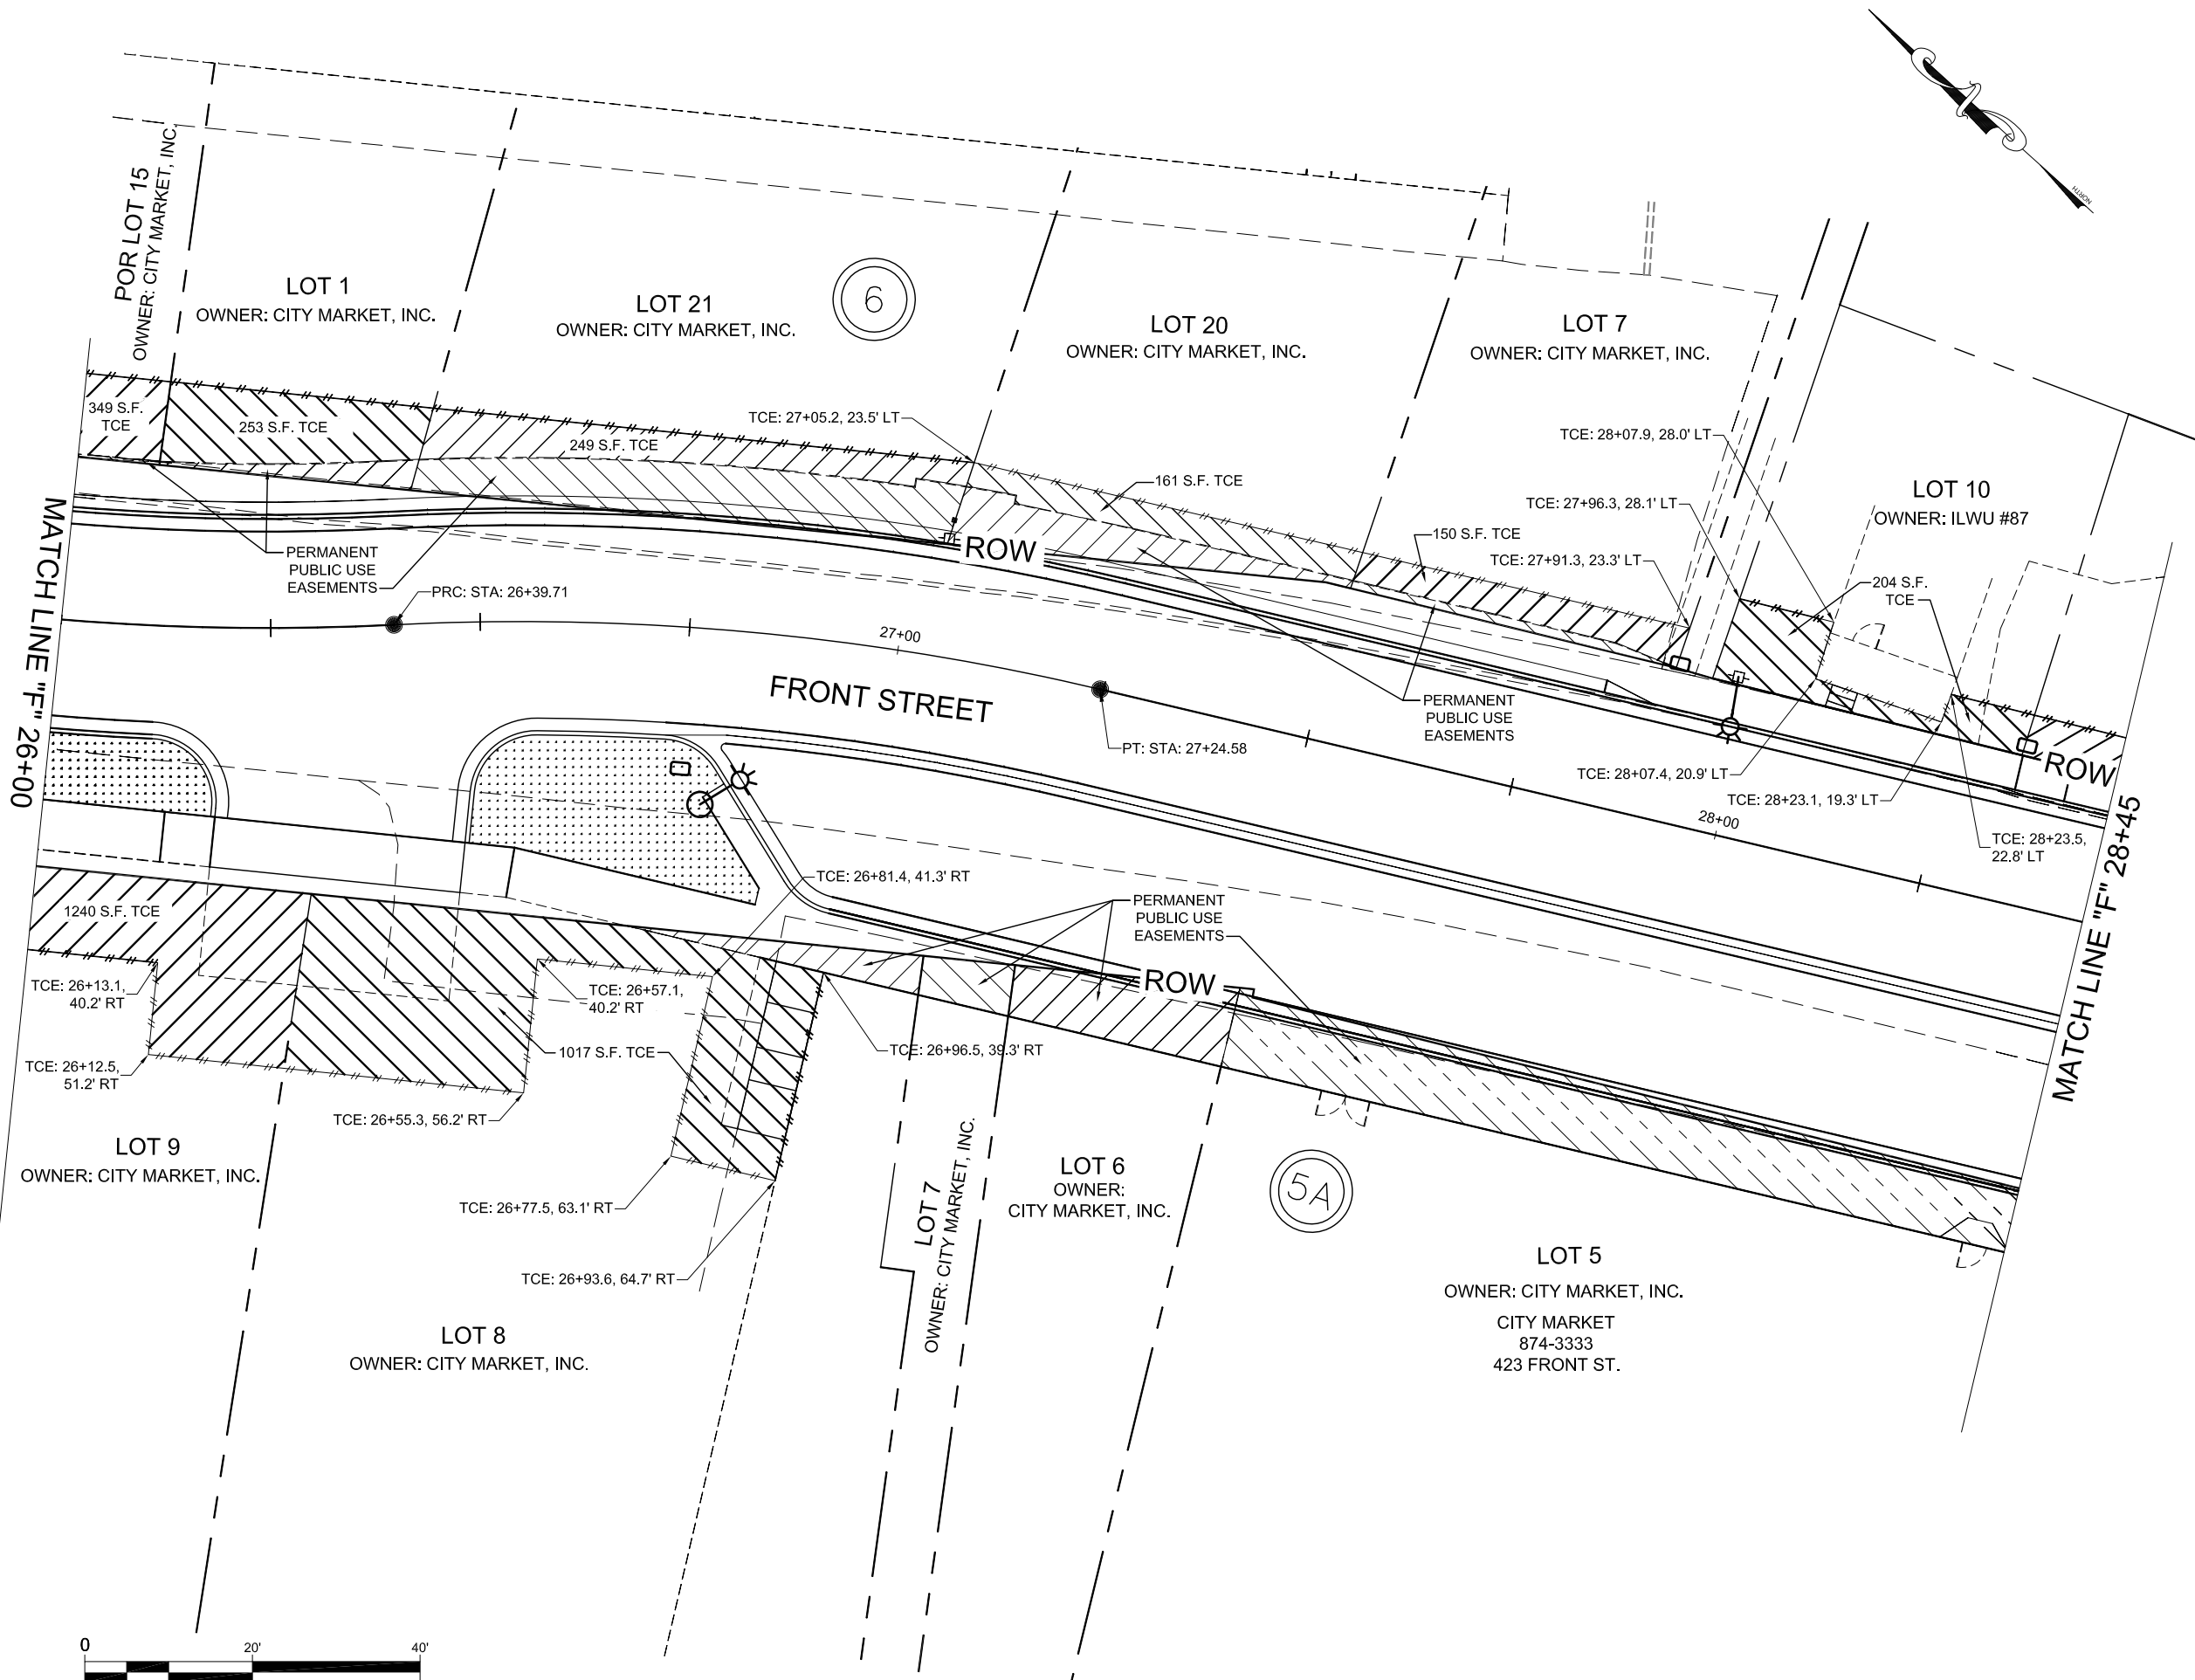 NORTH
POR LOT 15
OWNER: CITY MARKET, INC.
LOT 1
OWNER: CITY MARKET, INC.
LOT 21
OWNER: CITY MARKET, INC.
6
LOT 20
OWNER: CITY MARKET, INC.
LOT 7
OWNER: CITY MARKET, INC.
349 S.F.
TCE
253 S.F. TCE
249 S.F. TCE
TCE: 27+05.2, 23.5' LT
161 S.F. TCE
TCE: 28+07.9, 28.0' LT
TCE: 27+96.3, 28.1' LT
LOT 10
OWNER: ILWU #87
150 S.F. TCE
TCE: 27+91.3, 23.3' LT
204 S.F.
TCE
MATCH LINE "F" 26+00
PERMANENT
PUBLIC USE
EASEMENTS
ROW
PRC: STA: 26+39.71
27+00
FRONT STREET
PERMANENT
PUBLIC USE
EASEMENTS
PT: STA: 27+24.58
ROW
TCE: 28+07.4, 20.9' LT
TCE: 28+23.1, 19.3' LT
28+00
TCE: 28+23.5,
22.8' LT
MATCH LINE "F" 28+45
TCE: 26+81.4, 41.3' RT
PERMANENT
PUBLIC USE
EASEMENTS
1240 S.F. TCE
ROW
TCE: 26+13.1,
40.2' RT
TCE: 26+57.1,
40.2' RT
1017 S.F. TCE
TCE: 26+96.5, 39.3' RT
TCE: 26+12.5,
51.2' RT
TCE: 26+55.3, 56.2' RT
LOT 9
OWNER: CITY MARKET, INC.
TCE: 26+77.5, 63.1' RT
TCE: 26+93.6, 64.7' RT
LOT 7
OWNER: CITY MARKET, INC.
LOT 6
OWNER:
CITY MARKET, INC.
5A
LOT 5
OWNER: CITY MARKET, INC.
CITY MARKET
874-3333
423 FRONT ST.
LOT 8
OWNER: CITY MARKET, INC.
0 20' 40'